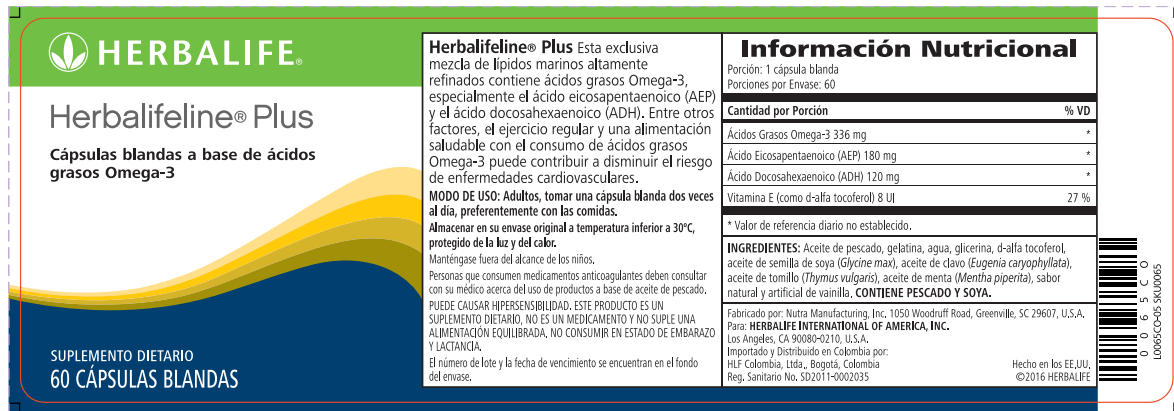 HERBALIFE®
Herbalifeline® Plus
Cápsulas blandas a base de ácidos
grasos Omega-3
SUPLEMENTO DIETARIO
60 CÁPSULAS BLANDAS
Herbalifeline® Plus Esta exclusiva
mezcla de lípidos marinos altamente
refinados contiene ácidos grasos Omega-3,
especialmente el ácido eicosapentaenoico (AEP)
y el ácido docosahexaenoico (ADH). Entre otros
factores, el ejercicio regular y una alimentación
saludable con el consumo de ácidos grasos
Omega-3 puede contribuir a disminuir el riesgo
de enfermedades cardiovasculares.
MODO DE USO: Adultos, tomar una cápsula blanda dos veces
al día, preferentemente con las comidas.
Almacenar en su envase original a temperatura inferior a 30ºC,
protegido de la luz y del calor.
Manténgase fuera del alcance de los niños.
Personas que consumen medicamentos anticoagulantes deben consultar
con su médico acerca del uso de productos a base de aceite de pescado.
PUEDE CAUSAR HIPERSENSIBILIDAD. ESTE PRODUCTO ES UN
SUPLEMENTO DIETARIO, NO ES UN MEDICAMENTO Y NO SUPLE UNA
ALIMENTACIÓN EQUILIBRADA, NO CONSUMIR EN ESTADO DE EMBARAZO
Y LACTANCIA.
El número de lote y la fecha de vencimiento se encuentran en el fondo
del envase.
Información Nutricional
Porción: 1 cápsula blanda
Porciones por Envase: 60
Cantidad por Porción % VD
Ácidos Grasos Omega-3 336 mg *
Ácido Eicosapentaenoico (AEP) 180 mg *
Ácido Docosahexaenoico (ADH) 120 mg *
Vitamina E (como d-alfa tocoferol) 8 UI 27 %
* Valor de referencia diario no establecido.
INGREDIENTES: Aceite de pescado, gelatina, agua, glicerina, d-alfa tocoferol,
aceite de semilla de soya (Glycine max), aceite de clavo (Eugenia caryophyllata),
aceite de tomillo (Thymus vulgaris), aceite de menta (Mentha piperita), sabor
natural y artificial de vainilla, CONTIENE PESCADO Y SOYA.
Fabricado por: Nutra Manufacturing, Inc. 1050 Woodruff Road, Greenville, SC 29607, U.S.A.
Para: HERBALIFE INTERNATIONAL OF AMERICA, INC.
Los Angeles, CA 90080-0210, U.S.A.
Importado y Distribuido en Colombia por:
HLF Colombia, Ltda., Bogotá, Colombia
Reg. Sanitario No. SD2011-0002035
Hecho en los EE.UU.
©2016 HERBALIFE
0065CO
L0065CO-05 SKU0065